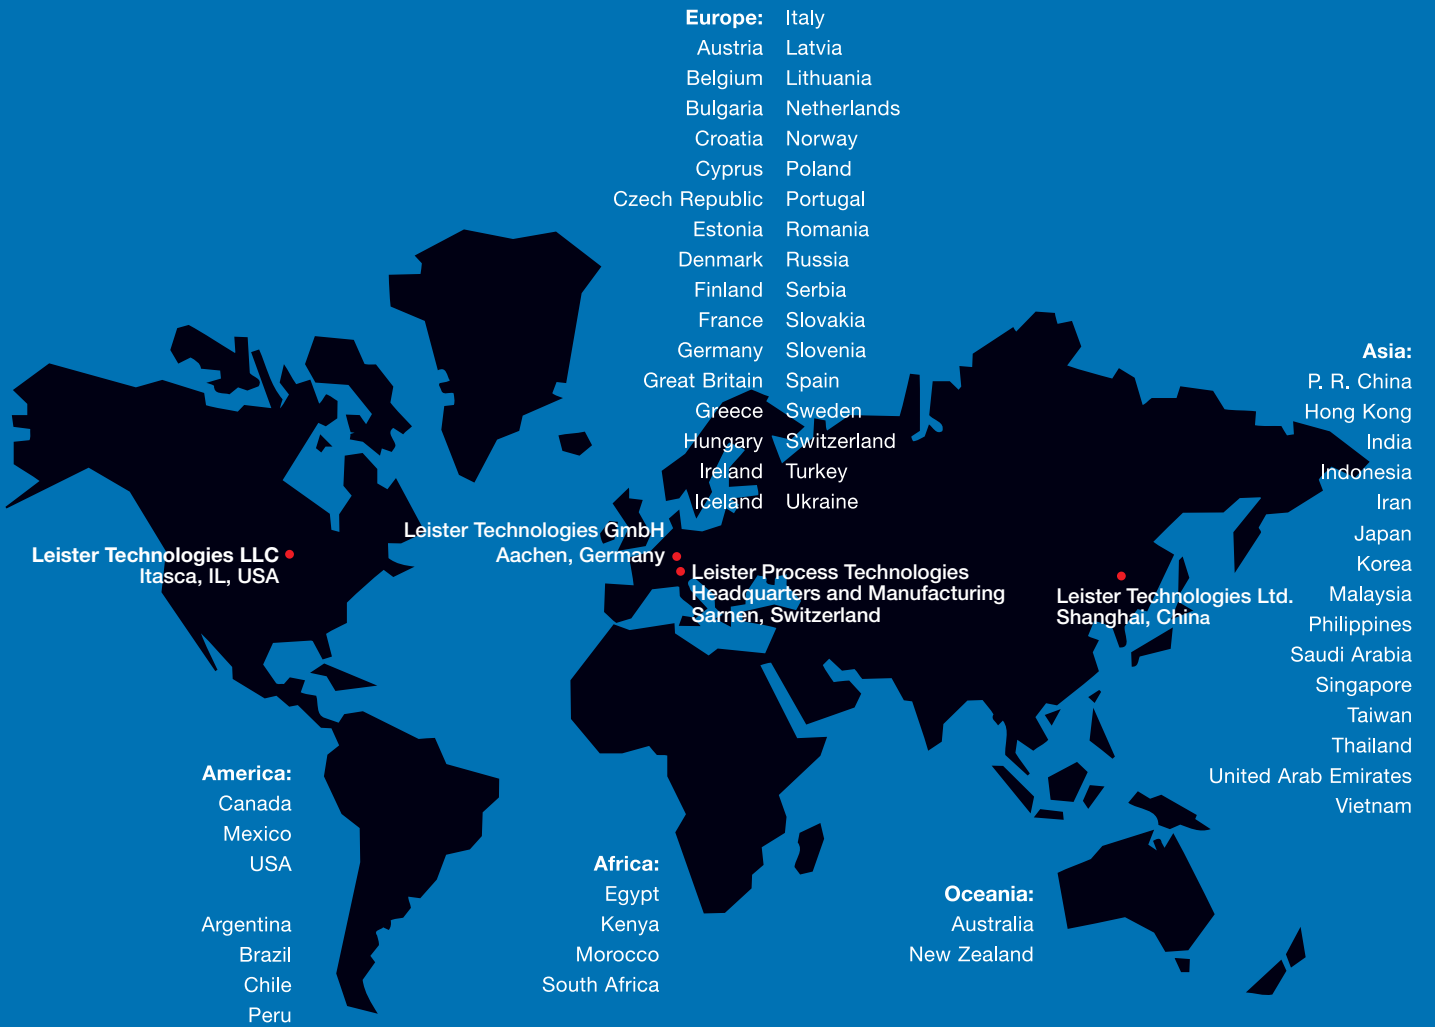 Europe:
Austria
Belgium
Bulgaria
Croatia
Cyprus
Czech Republic
Estonia
Denmark
Finland
France
Germany
Great Britain
Greece
Hungary
Ireland
Iceland
Italy
Latvia
Lithuania
Netherlands
Norway
Poland
Portugal
Romania
Russia
Serbia
Slovakia
Slovenia
Spain
Sweden
Switzerland
Turkey
Ukraine
Asia:
P. R. China
Hong Kong
India
Indonesia
Iran
Japan
Korea
Malaysia
Philippines
Saudi Arabia
Singapore
Taiwan
Thailand
United Arab Emirates
Vietnam
Leister Technologies LLC
Itasca, IL, USA
Leister Technologies GmbH
Aachen, Germany
Leister Process Technologies
Headquarters and Manufacturing
Sarnen, Switzerland
Leister Technologies Ltd.
Shanghai, China
America:
Canada
Mexico
USA
Argentina
Brazil
Chile
Peru
Africa:
Egypt
Kenya
Morocco
South Africa
Oceania:
Australia
New Zealand